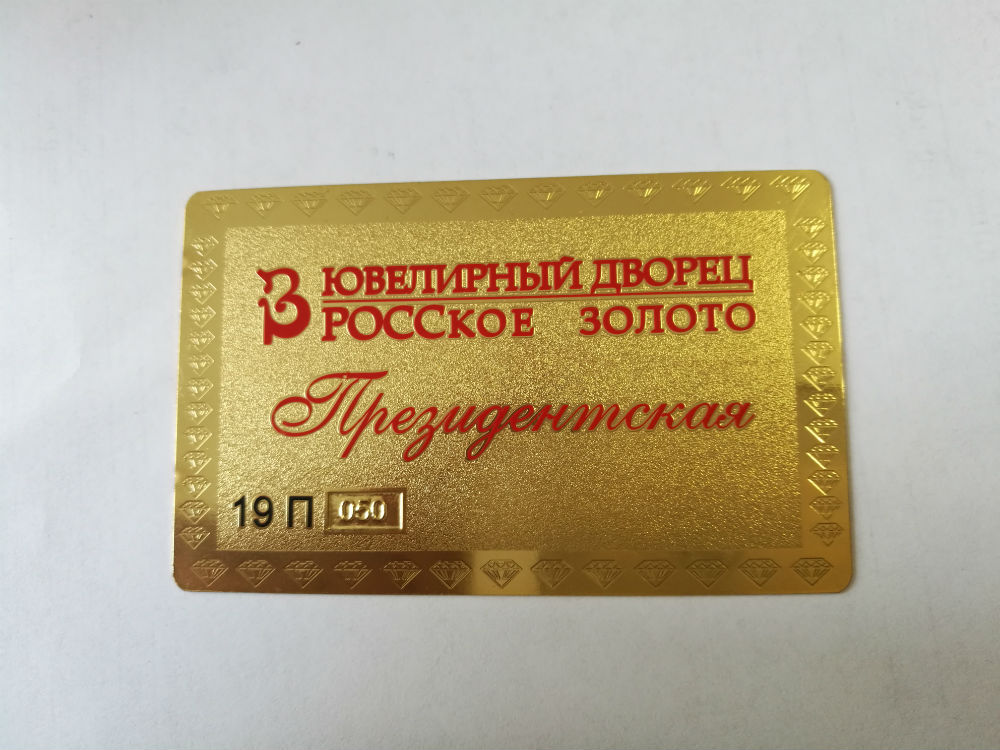 ЮВЕЛИРНЫЙ ДВОРЕЦ
РОССКОЕ ЗОЛОТО
Президентская
19 П 050